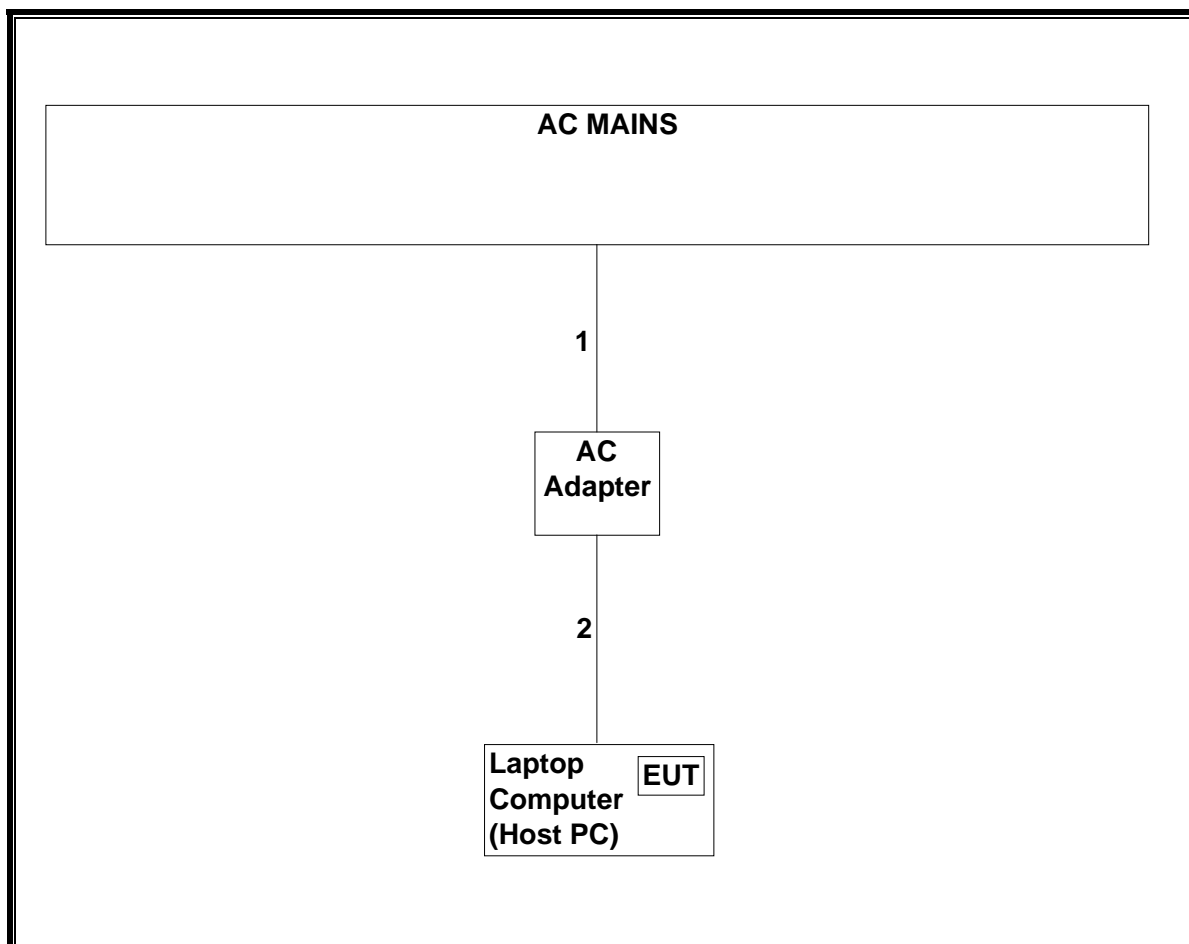 AC MAINS
1
AC
Adapter
2
Laptop
Computer
(Host PC)
EUT